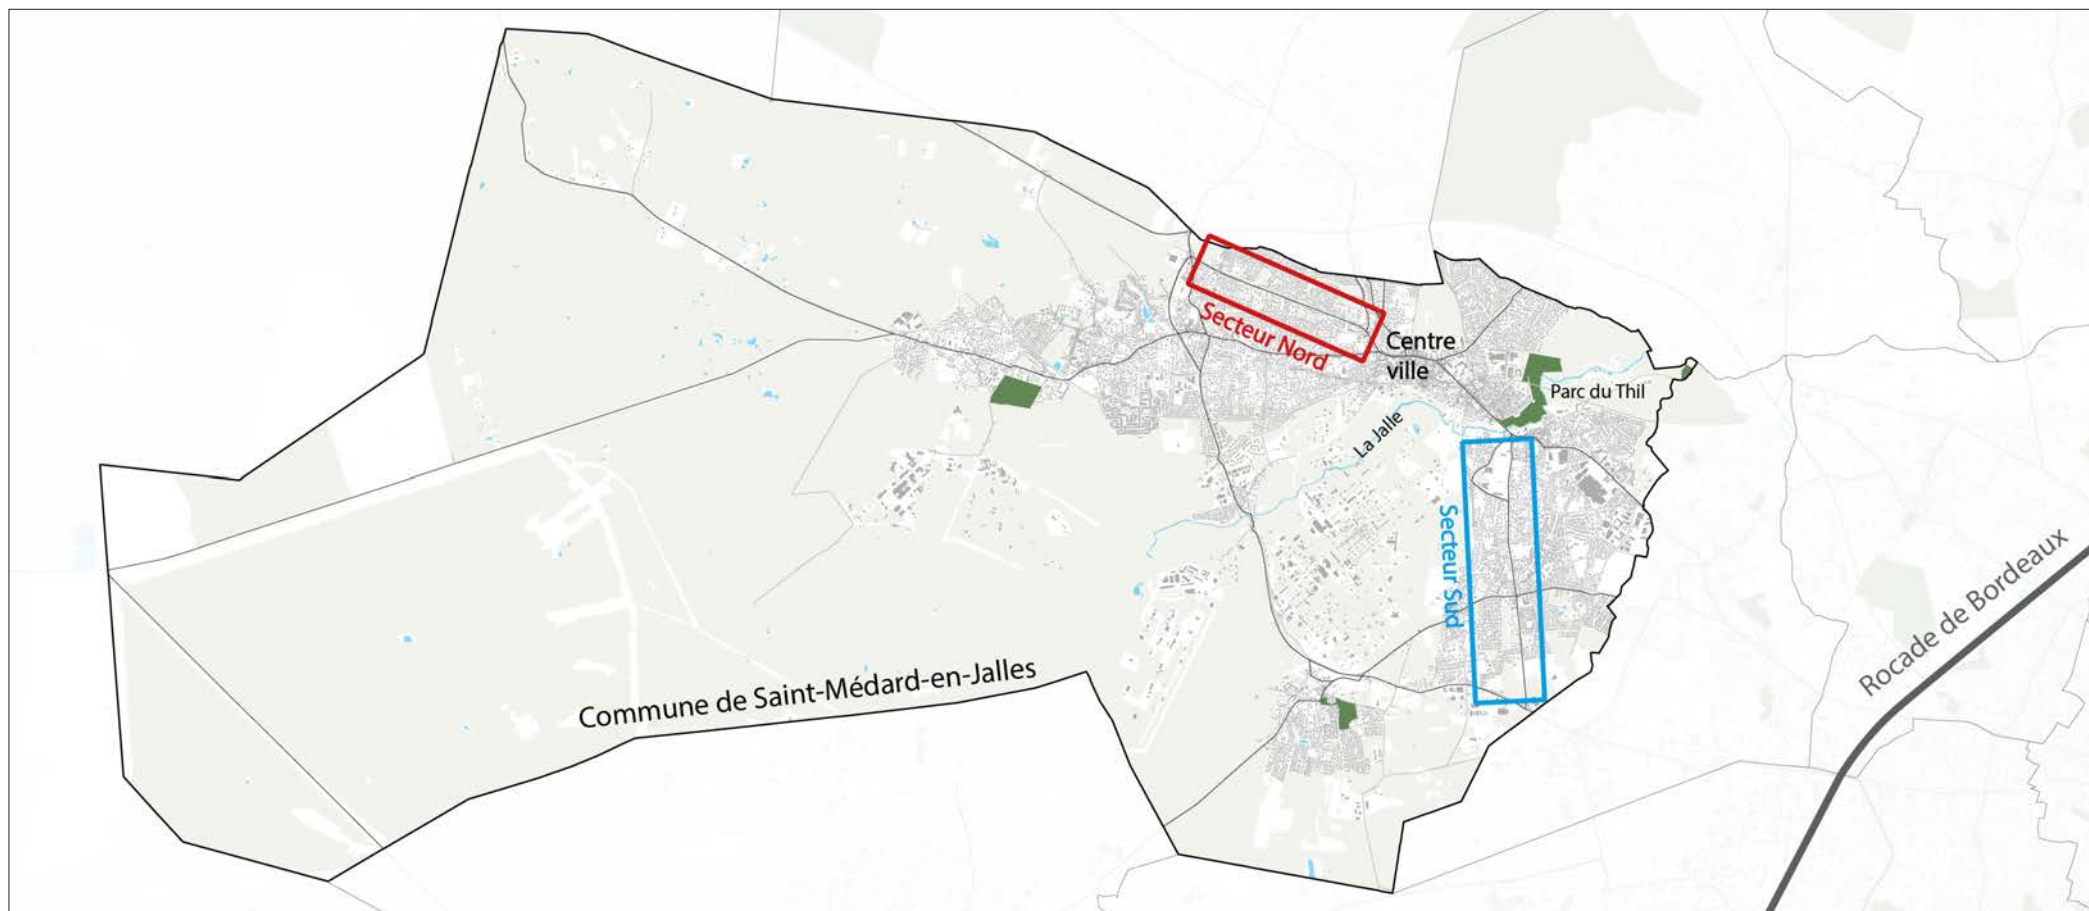 Secteur Nord
Centre
ville
Parc du Thil
La Jalle
Secteur Sud
Rocade de Bordeaux
Commune de Saint-Médard-en-Jalles